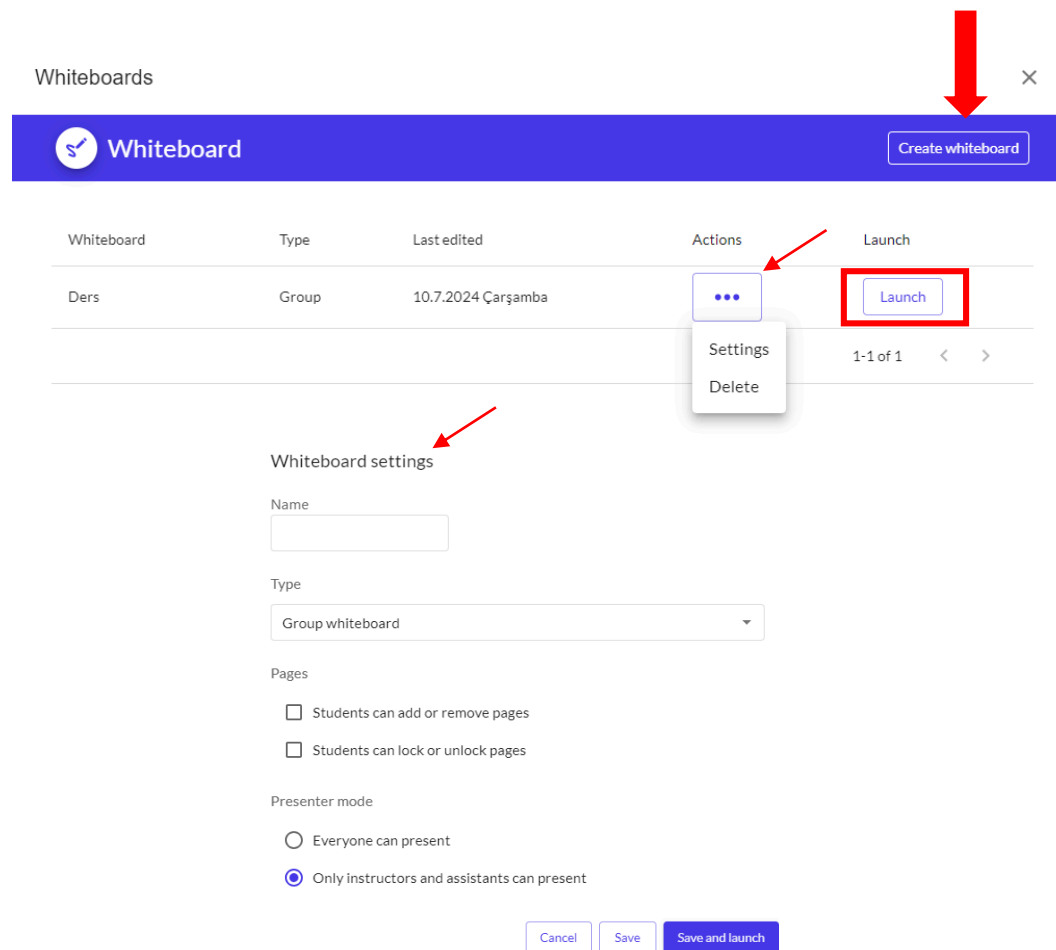 Whiteboards
Whiteboard
Create whiteboard
Whiteboard Type Last edited Actions Launch
Ders Group 10.7.2024 Çarşamba Launch
Settings
1-1 of 1
Delete
Whiteboard settings
Name
Type
Group whiteboard
Pages
Students can add or remove pages
Students can lock or unlock pages
Presenter mode
Everyone can present
Only instructors and assistants can present
Cancel Save Save and launch